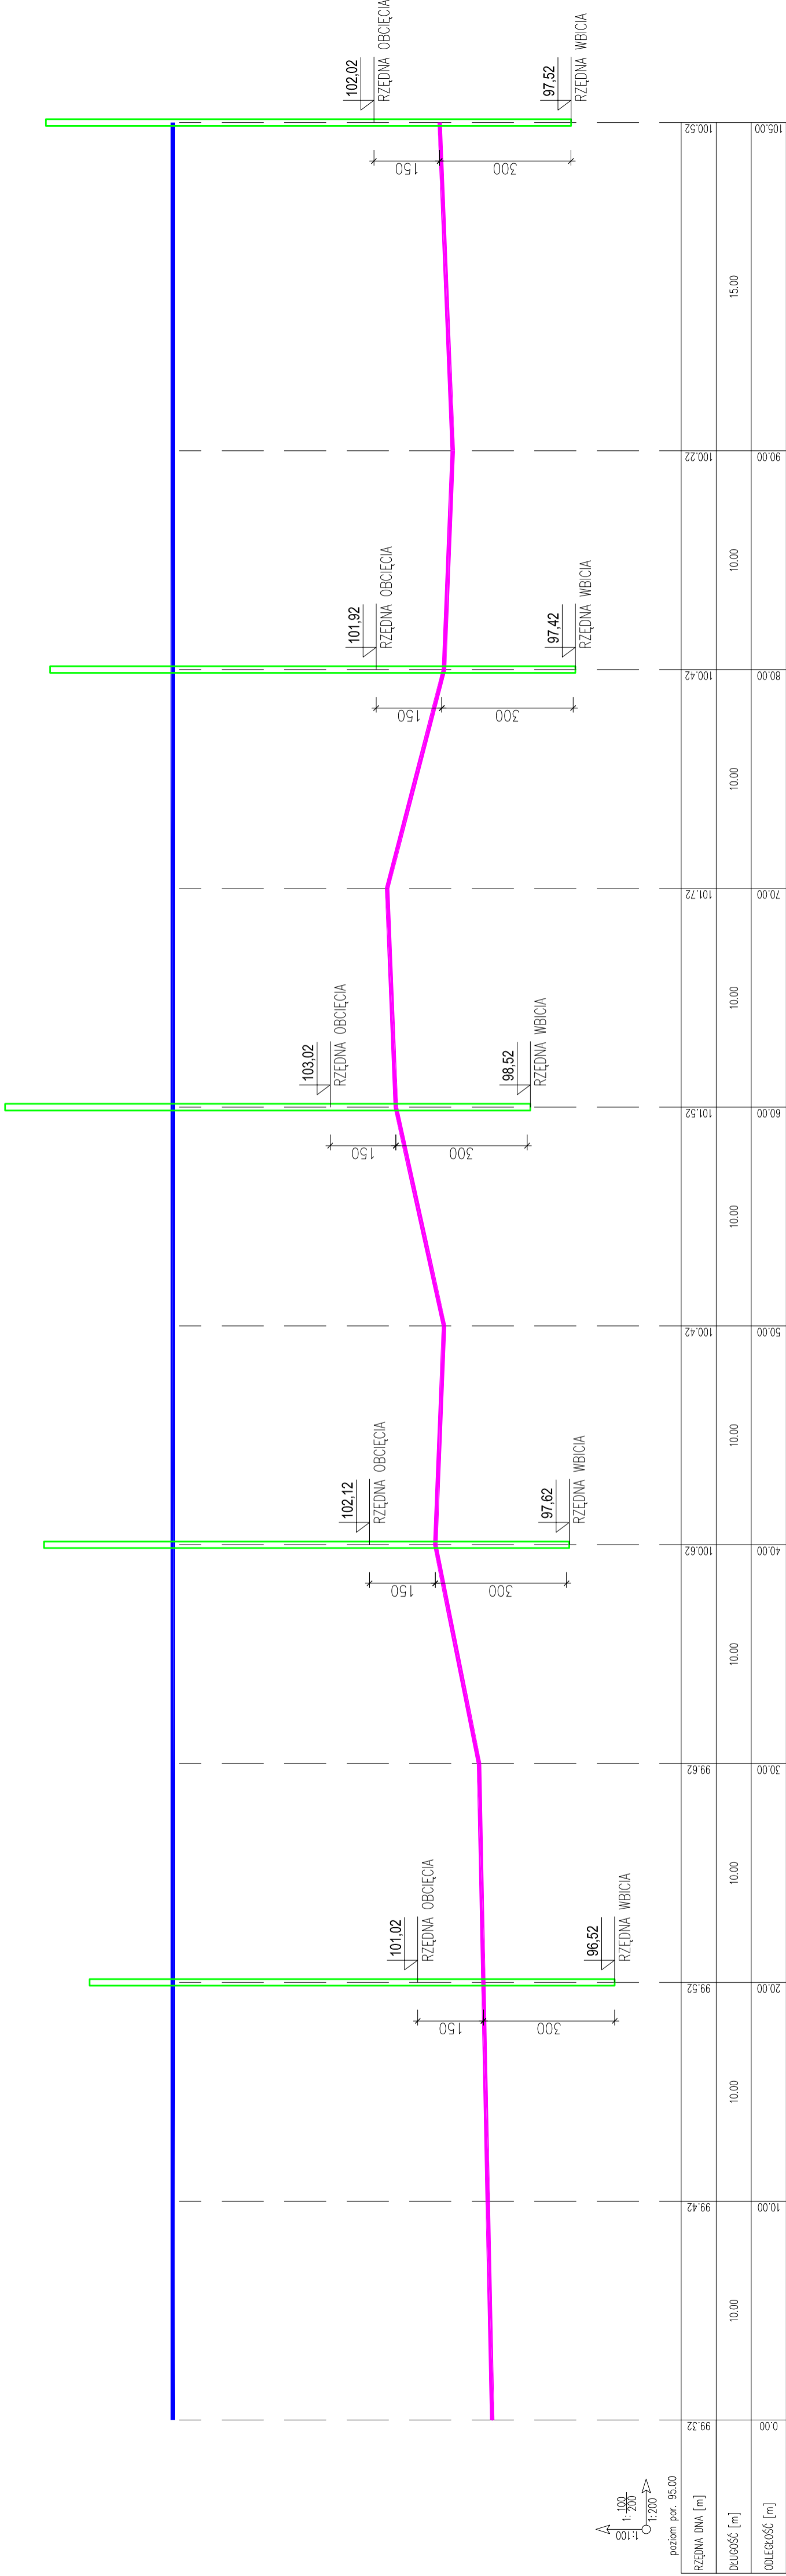 101,02
RZĘDNA OBCIĘCIA
150
300
96,52
RZĘDNA WBICIA
102,12
RZĘDNA OBCIĘCIA
150
300
97,62
RZĘDNA WBICIA
103,02
RZĘDNA OBCIĘCIA
150
300
98,52
RZĘDNA WBICIA
101,92
RZĘDNA OBCIĘCIA
150
300
97,42
RZĘDNA WBICIA
102,02
RZĘDNA OBCIĘCIA
150
300
97,52
RZĘDNA WBICIA
1:100
1: 100
200
1:200
poziom por. 95.00
RZĘDNA DNA [m] 99.32 99.42 99.52 99.62 100.62 100.42 101.52 101.72 100.42 100.22 100.52
DŁUGOŚĆ [m] 10.00 10.00 10.00 10.00 10.00 10.00 10.00 10.00 10.00 15.00
ODLEGŁOŚĆ [m] 0.00 10.00 20.00 30.00 40.00 50.00 60.00 70.00 80.00 90.00 105.00